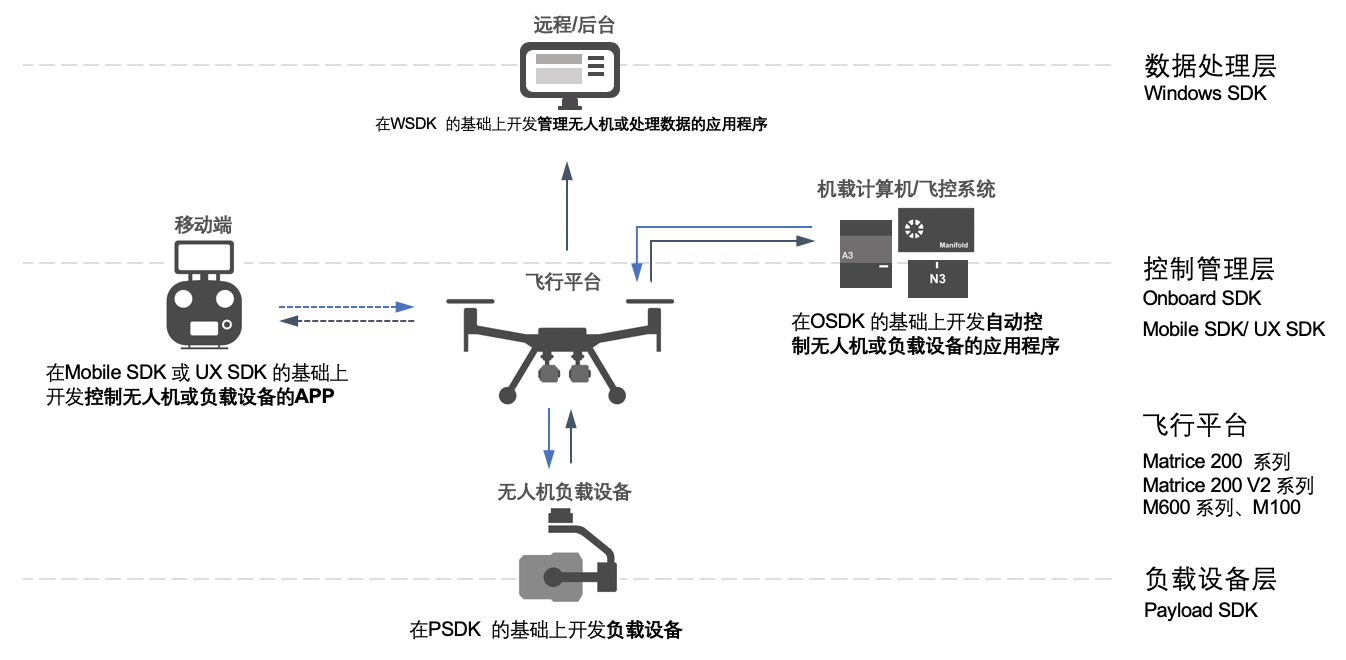 远程/后台
数据处理层
Windows SDK
在WSDK 的基础上开发管理无人机或处理数据的应用程序
机载计算机/飞控系统
移动端
Manifold
A3
N3
飞行平台
控制管理层
Onboard SDK
Mobile SDK/ UX SDK
在OSDK 的基础上开发自动控
制无人机或负载设备的应用程序
在Mobile SDK 或 UX SDK 的基础上
开发控制无人机或负载设备的APP
飞行平台
Matrice 200 系列
Matrice 200 V2 系列
M600 系列、M100
无人机负载设备
负载设备层
Payload SDK
在PSDK 的基础上开发负载设备